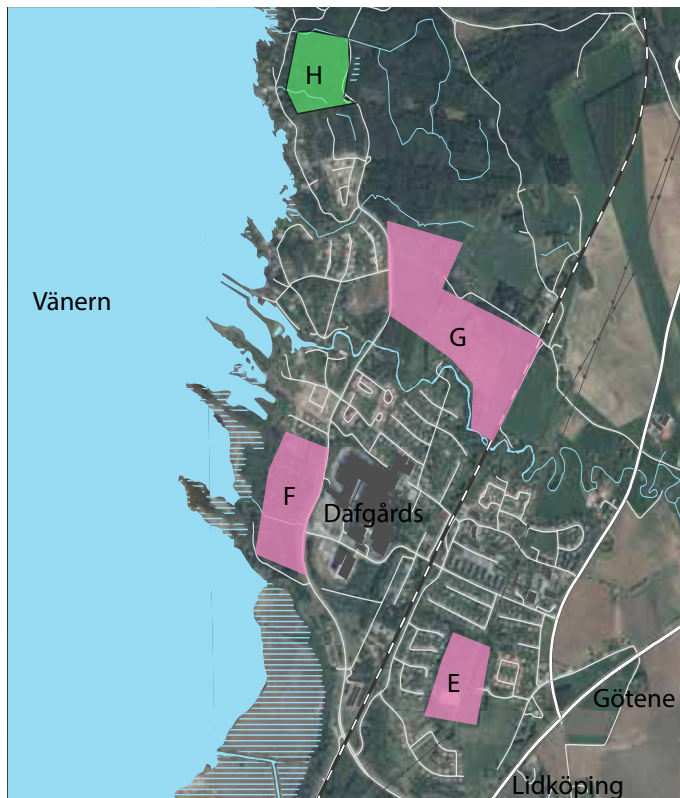 H
Vänern
G
F
Dafgårds
E
Götene
Lidköping